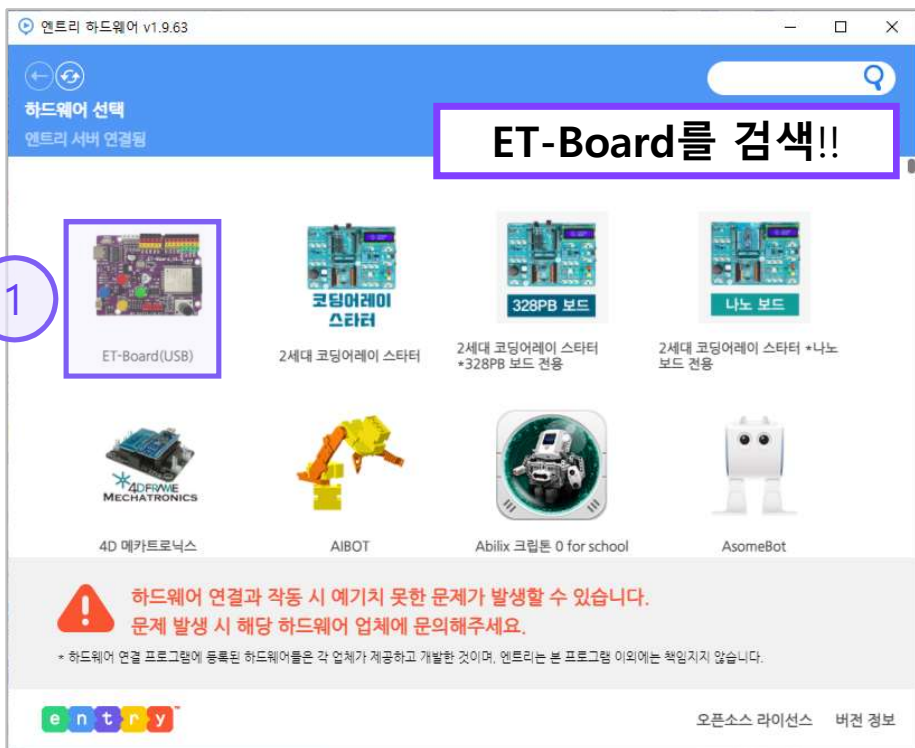 엔트리 하드웨어 v1.9.63
하드웨어 선택
엔트리 서버 연결됨
ET-Board를 검색!!
1
ET-Board(USB)
코딩어레이
스타터
2세대 코딩어레이 스타터
328PB 보드
2세대 코딩어레이 스타터
*328PB 보드 전용
나노 보드
2세대 코딩어레이 스타터 *나노
보드 전용
4DFRAME
MECHATRONICS
4D 메카트로닉스
AIBOT
Abilix 크립톤 0 for school
AsomeBot
하드웨어 연결과 작동 시 예기치 못한 문제가 발생할 수 있습니다.
문제 발생 시 해당 하드웨어 업체에 문의해주세요.
* 하드웨어 연결 프로그램에 등록된 하드웨어들은 각 업체가 제공하고 개발한 것이며, 엔트리는 본 프로그램 이외에는 책임지지 않습니다.
entry
오픈소스 라이선스 버전 정보